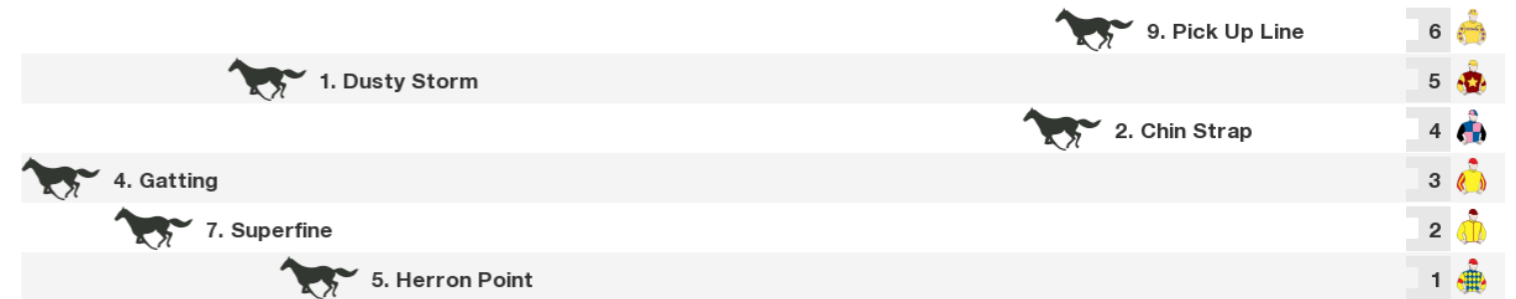 9. Pick Up Line 6
1. Dusty Storm 5
2. Chin Strap 4
4. Gatting 3
7. Superfine 2
5. Herron Point 1